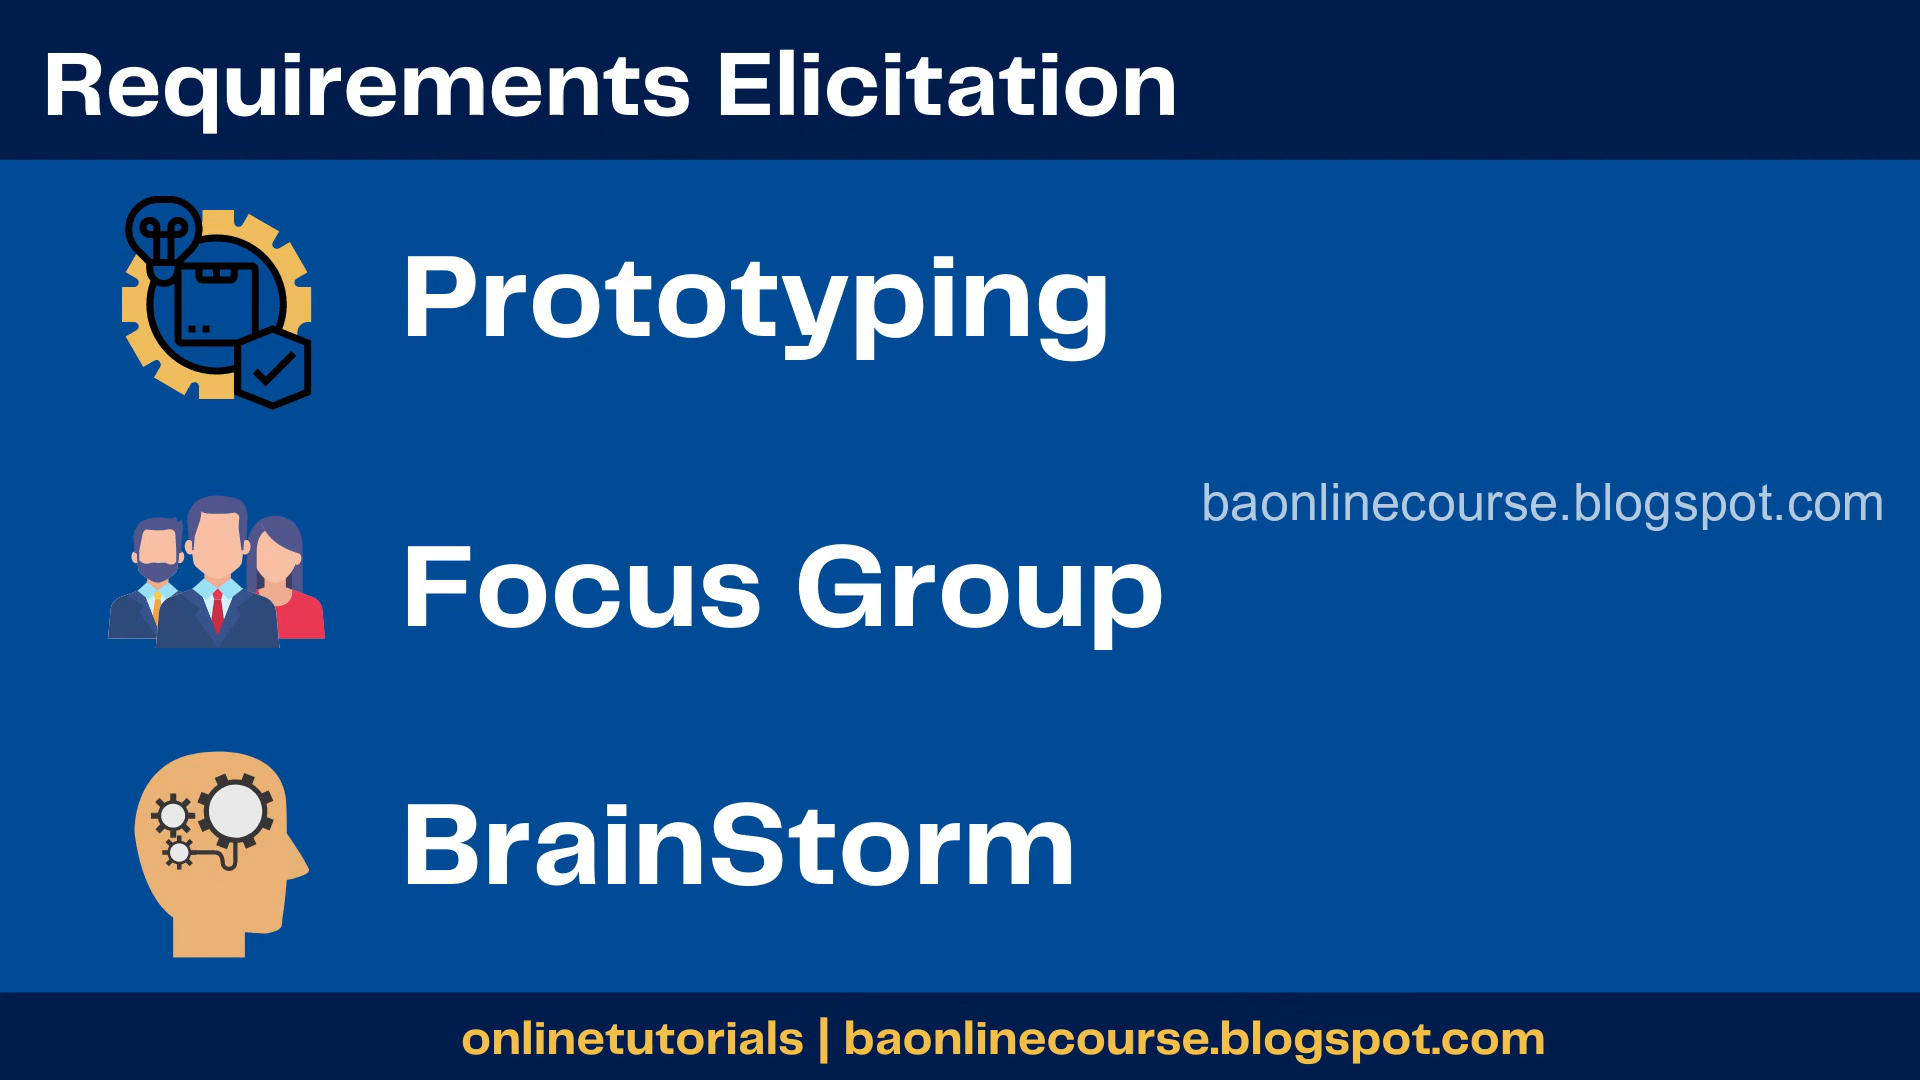 Requirements Elicitation
Prototyping
baonlinecourse.blogspot.com
Focus Group
BrainStorm
onlinetutorials | baonlinecourse.blogspot.com